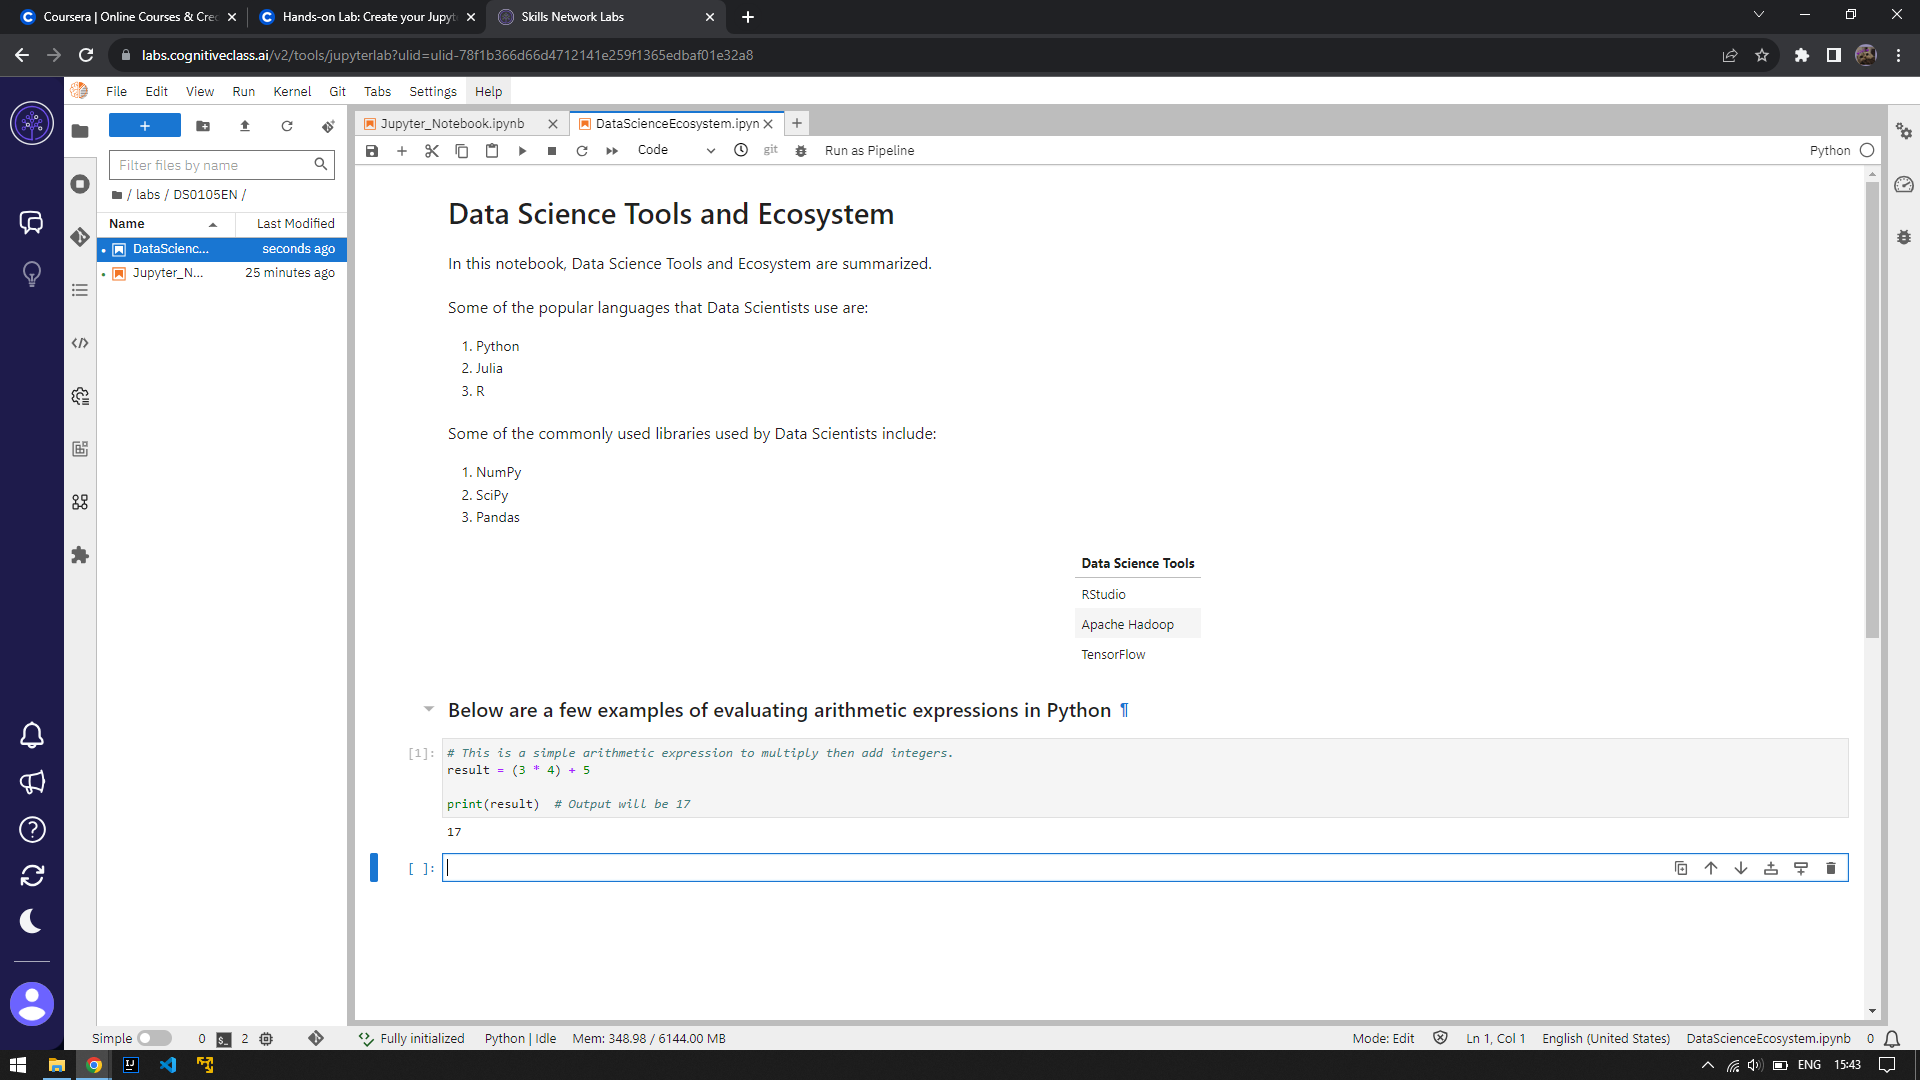 Coursera | Online Courses & Cre
Hands-on Lab: Create your Jupyt
Skills Network Labs
labs.cognitiveclass.ai/v2/tools/jupyterlab?ulid=ulid-78f1b366d66d4712141e259f1365edbaf01e32a8
File Edit View Run Kernel Git Tabs Settings Help
Filter files by name
/ labs / DS0105EN /
Name Last Modified
DataScienc... seconds ago
Jupyter_N... 25 minutes ago
Jupyter_Notebook.ipynb
DataScienceEcosystem.ipyn
Code git Run as Pipeline Python
Data Science Tools and Ecosystem
In this notebook, Data Science Tools and Ecosystem are summarized.
Some of the popular languages that Data Scientists use are:
1. Python
2. Julia
3. R
Some of the commonly used libraries used by Data Scientists include:
1. NumPy
2. SciPy
3. Pandas
Data Science Tools
RStudio
Apache Hadoop
TensorFlow
Below are a few examples of evaluating arithmetic expressions in Python ¶
[1]: # This is a simple arithmetic expression to multiply then add integers.
result = (3 * 4) + 5
print(result)  # Output will be 17
17
[ ]:
Simple 0 $_ 2 Fully initialized Python | Idle Mem: 348.98 / 6144.00 MB Mode: Edit Ln 1, Col 1 English (United States) DataScienceEcosystem.ipynb 0
IJ ENG 15:43